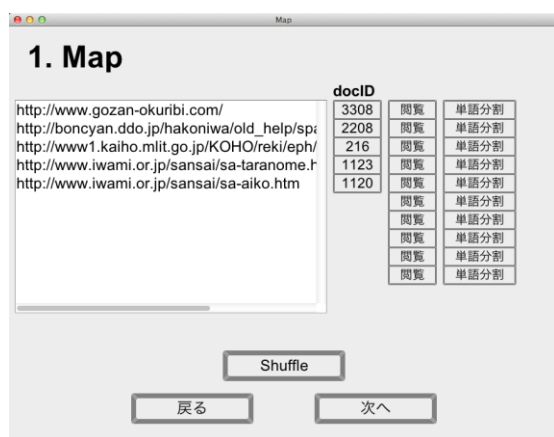 Map
1. Map
docID
http://www.gozan-okuribi.com/ 3308 閲覧 単語分割
http://boncyan.ddo.jp/hakoniwa/old_help/spa 2208 閲覧 単語分割
http://www1.kaiho.mlit.go.jp/KOHO/reki/eph/ 216 閲覧 単語分割
http://www.iwami.or.jp/sansai/sa-taranome.h 1123 閲覧 単語分割
http://www.iwami.or.jp/sansai/sa-aiko.htm 1120 閲覧 単語分割
閲覧 単語分割
閲覧 単語分割
閲覧 単語分割
閲覧 単語分割
閲覧 単語分割
Shuffle
戻る 次へ